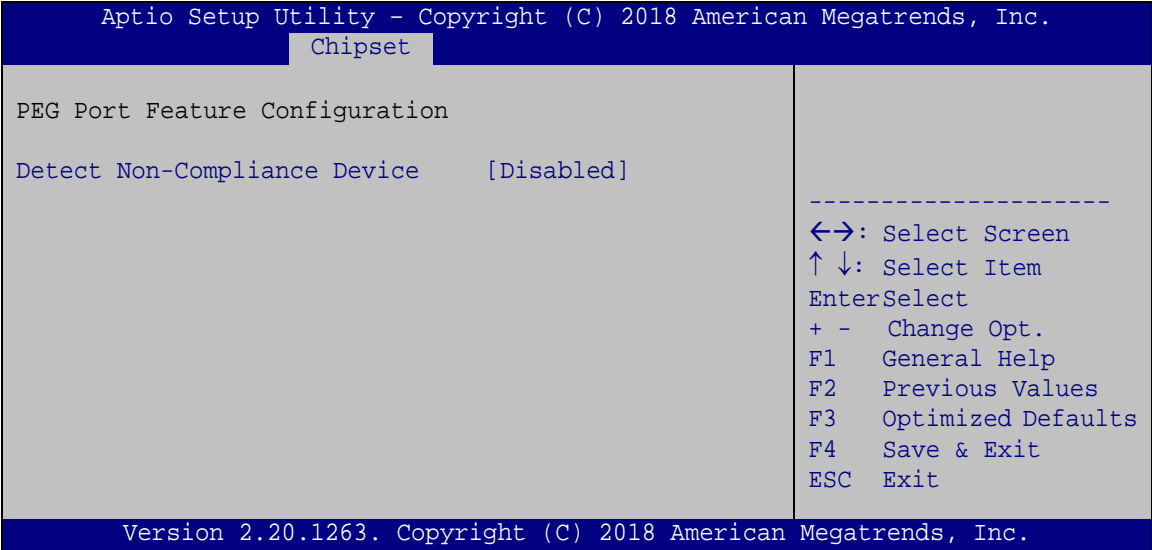 Aptio Setup Utility – Copyright (C) 2018 American Megatrends, Inc.
Chipset
PEG Port Feature Configuration
Detect Non-Compliance Device [Disabled]
---------------------
←→: Select Screen
↑ ↓: Select Item
EnterSelect
+ - Change Opt.
F1 General Help
F2 Previous Values
F3 Optimized Defaults
F4 Save & Exit
ESC Exit
Version 2.20.1263. Copyright (C) 2018 American Megatrends, Inc.